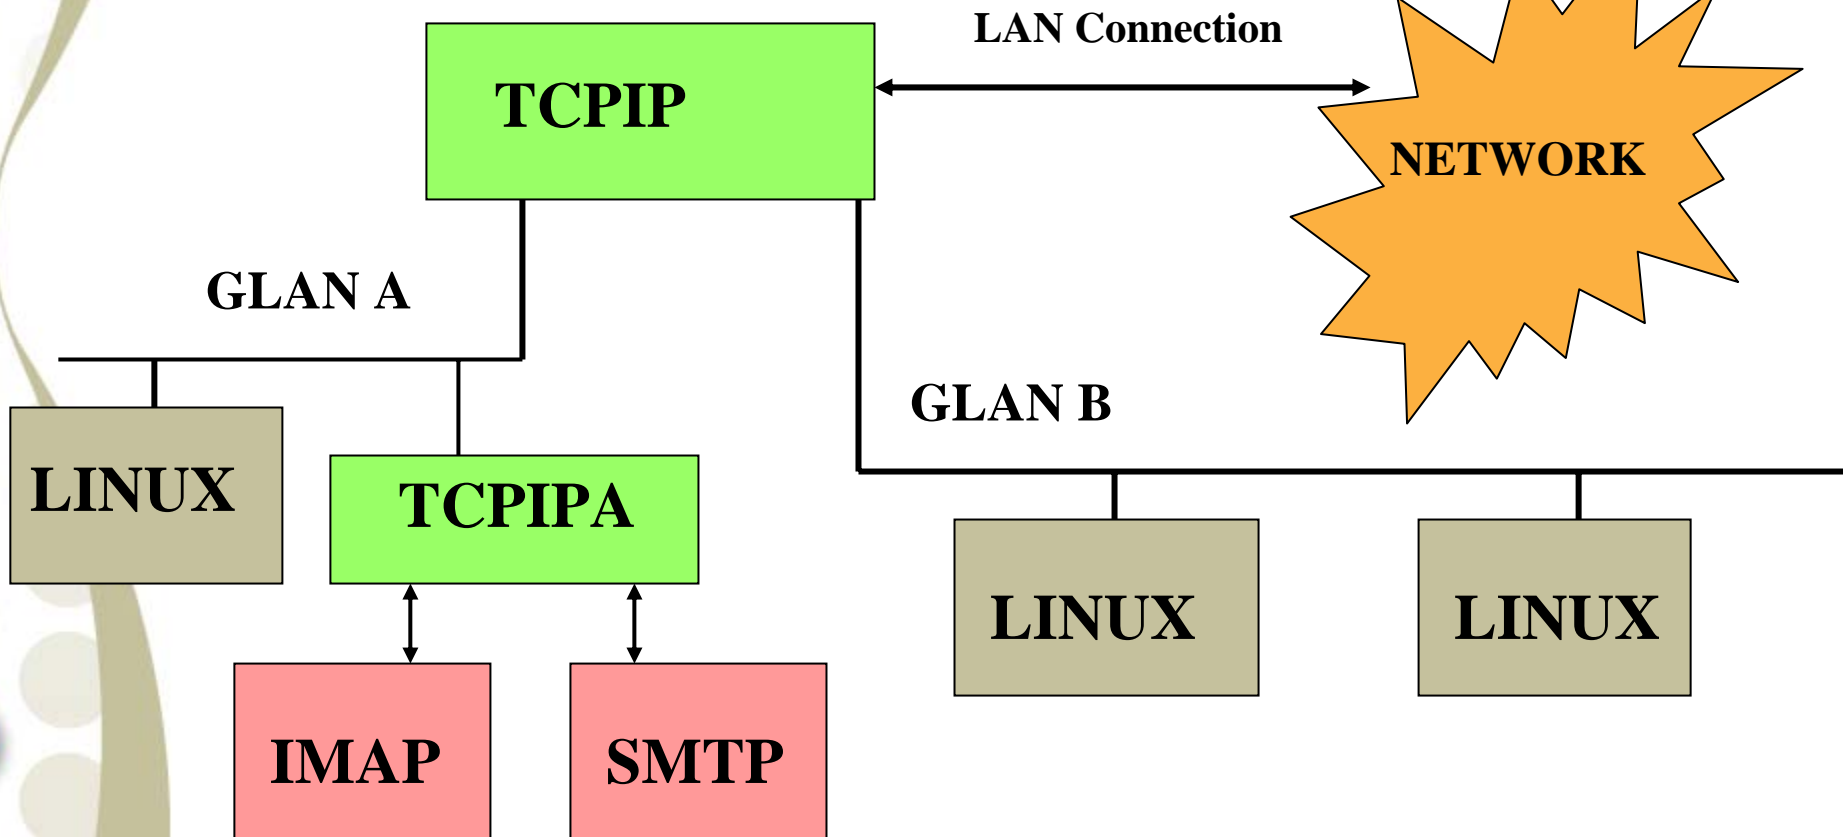 LAN Connection
TCPIP
NETWORK
GLAN A
GLAN B
LINUX
TCPIPA
LINUX
LINUX
IMAP
SMTP